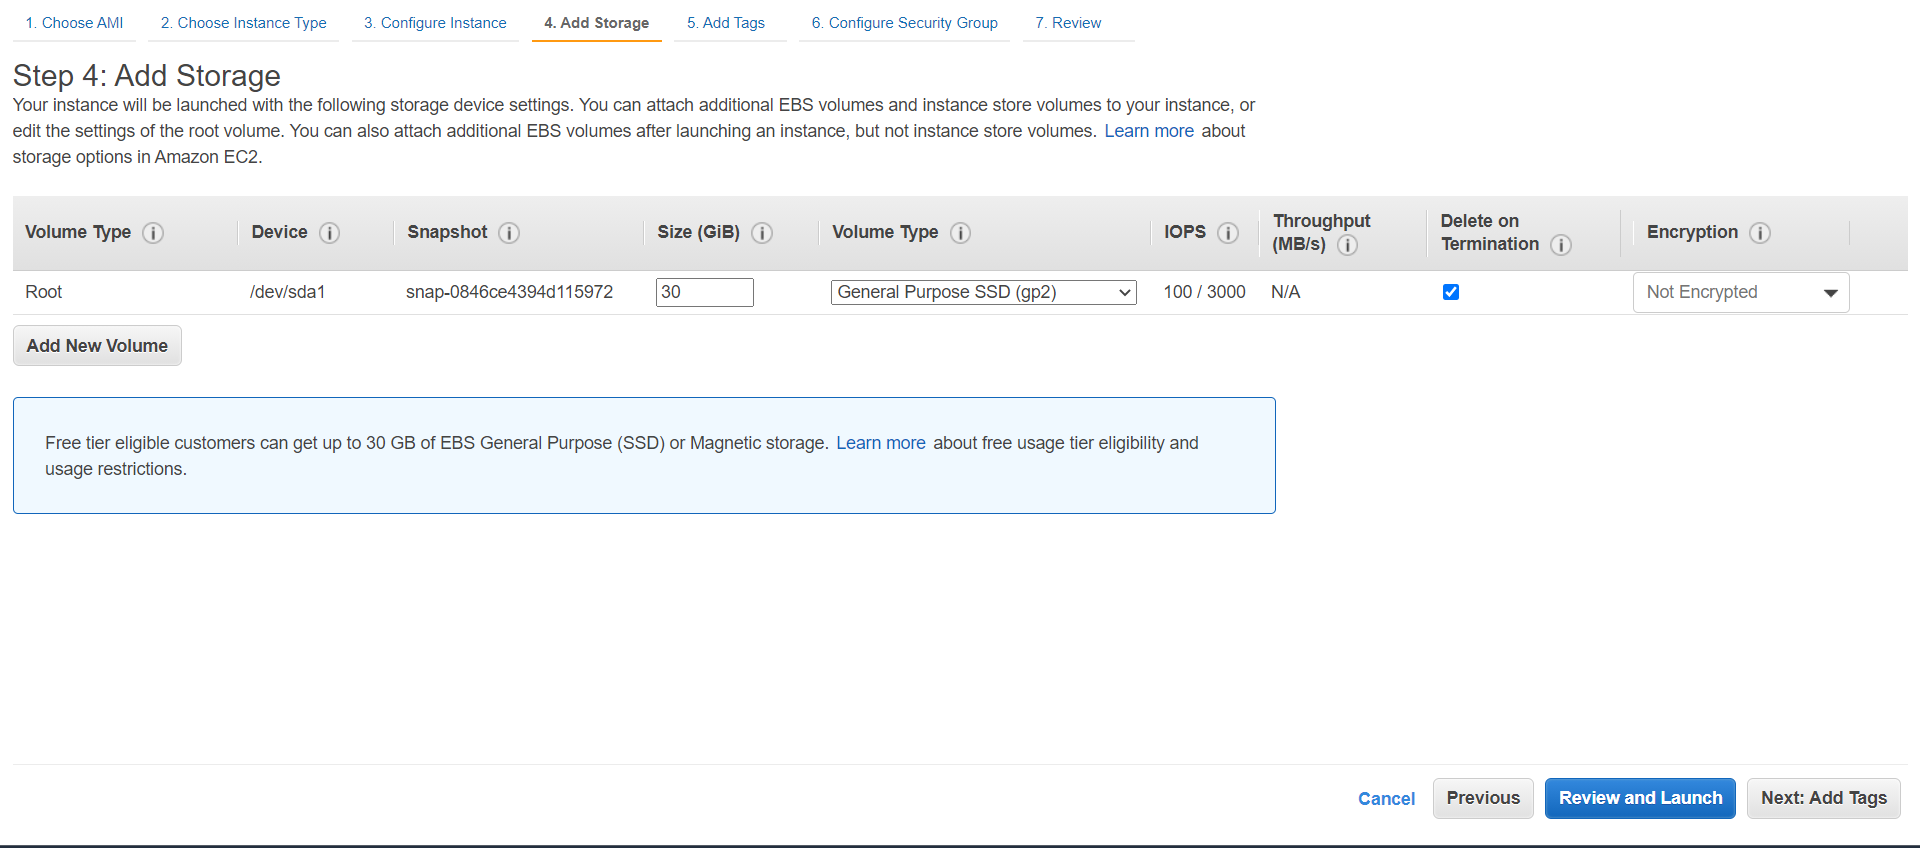 1. Choose AMI 2. Choose Instance Type 3. Configure Instance 4. Add Storage 5. Add Tags 6. Configure Security Group 7. Review
Step 4: Add Storage
Your instance will be launched with the following storage device settings. You can attach additional EBS volumes and instance store volumes to your instance, or
edit the settings of the root volume. You can also attach additional EBS volumes after launching an instance, but not instance store volumes. Learn more about
storage options in Amazon EC2.
Volume Type Device Snapshot Size (GiB) Volume Type IOPS Throughput (MB/s) Delete on Termination Encryption
Root /dev/sda1 snap-0846ce4394d115972 30 General Purpose SSD (gp2) 100 / 3000 N/A Not Encrypted
Add New Volume
Free tier eligible customers can get up to 30 GB of EBS General Purpose (SSD) or Magnetic storage. Learn more about free usage tier eligibility and
usage restrictions.
Cancel Previous Review and Launch Next: Add Tags